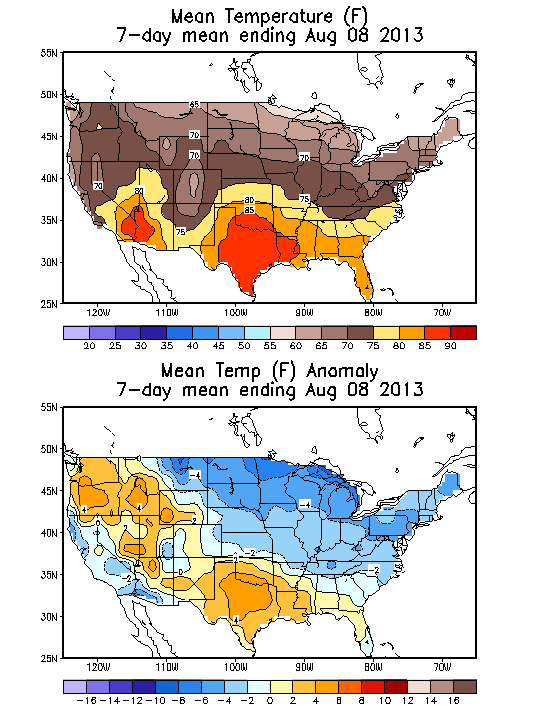 Mean Temperature (F)
7-day mean ending Aug 08 2013
55N
50N
65
45N
70
70
70
40N
70
80
75
80
35N
85
75
30N
25N
120W 110W 100W 90W 80W 70W
20 25 30 35 40 45 50 55 60 65 70 75 80 85 90
Mean Temp (F) Anomaly
7-day mean ending Aug 08 2013
55N
50N
0
-4
45N
4
4
-4
2
40N
0
2
-2
-2
35N
0
-2
-2
30N
4
25N
120W 110W 100W 90W 80W 70W
-16 -14 -12 -10 -8 -6 -4 -2 0 2 4 6 8 10 12 14 16